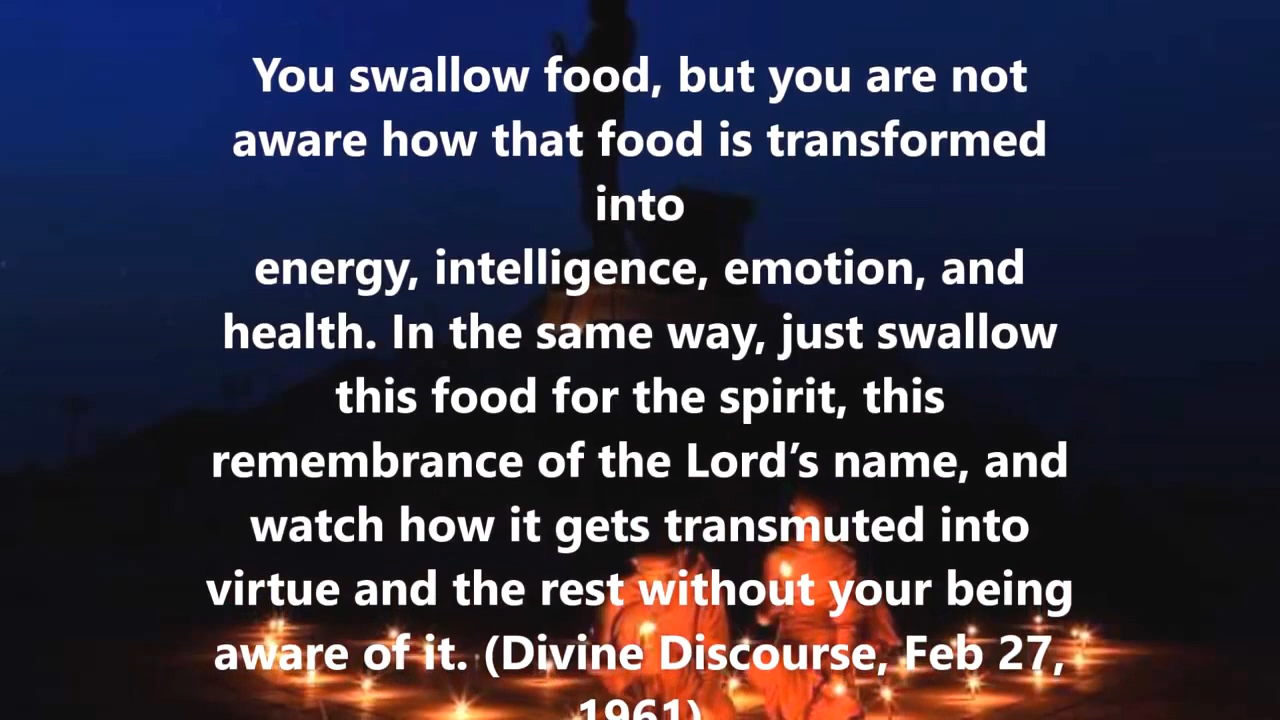 You swallow food, but you are not
aware how that food is transformed
into
energy, intelligence, emotion, and
health. In the same way, just swallow
this food for the spirit, this
remembrance of the Lord’s name, and
watch how it gets transmuted into
virtue and the rest without your being
aware of it. (Divine Discourse, Feb 27,
1961)